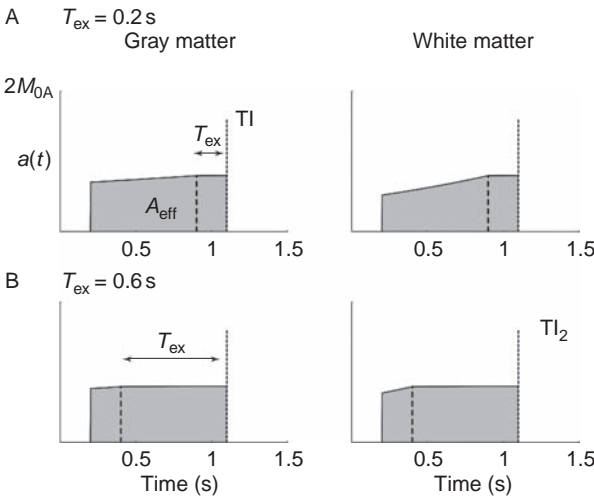 A T_ex = 0.2 s
Gray matter White matter
2M_0A
TI
T_ex
a(t)
A_eff
0.5 1 1.5 0.5 1 1.5
B T_ex = 0.6 s
T_ex
TI_2
0.5 1 1.5 0.5 1 1.5
Time (s) Time (s)